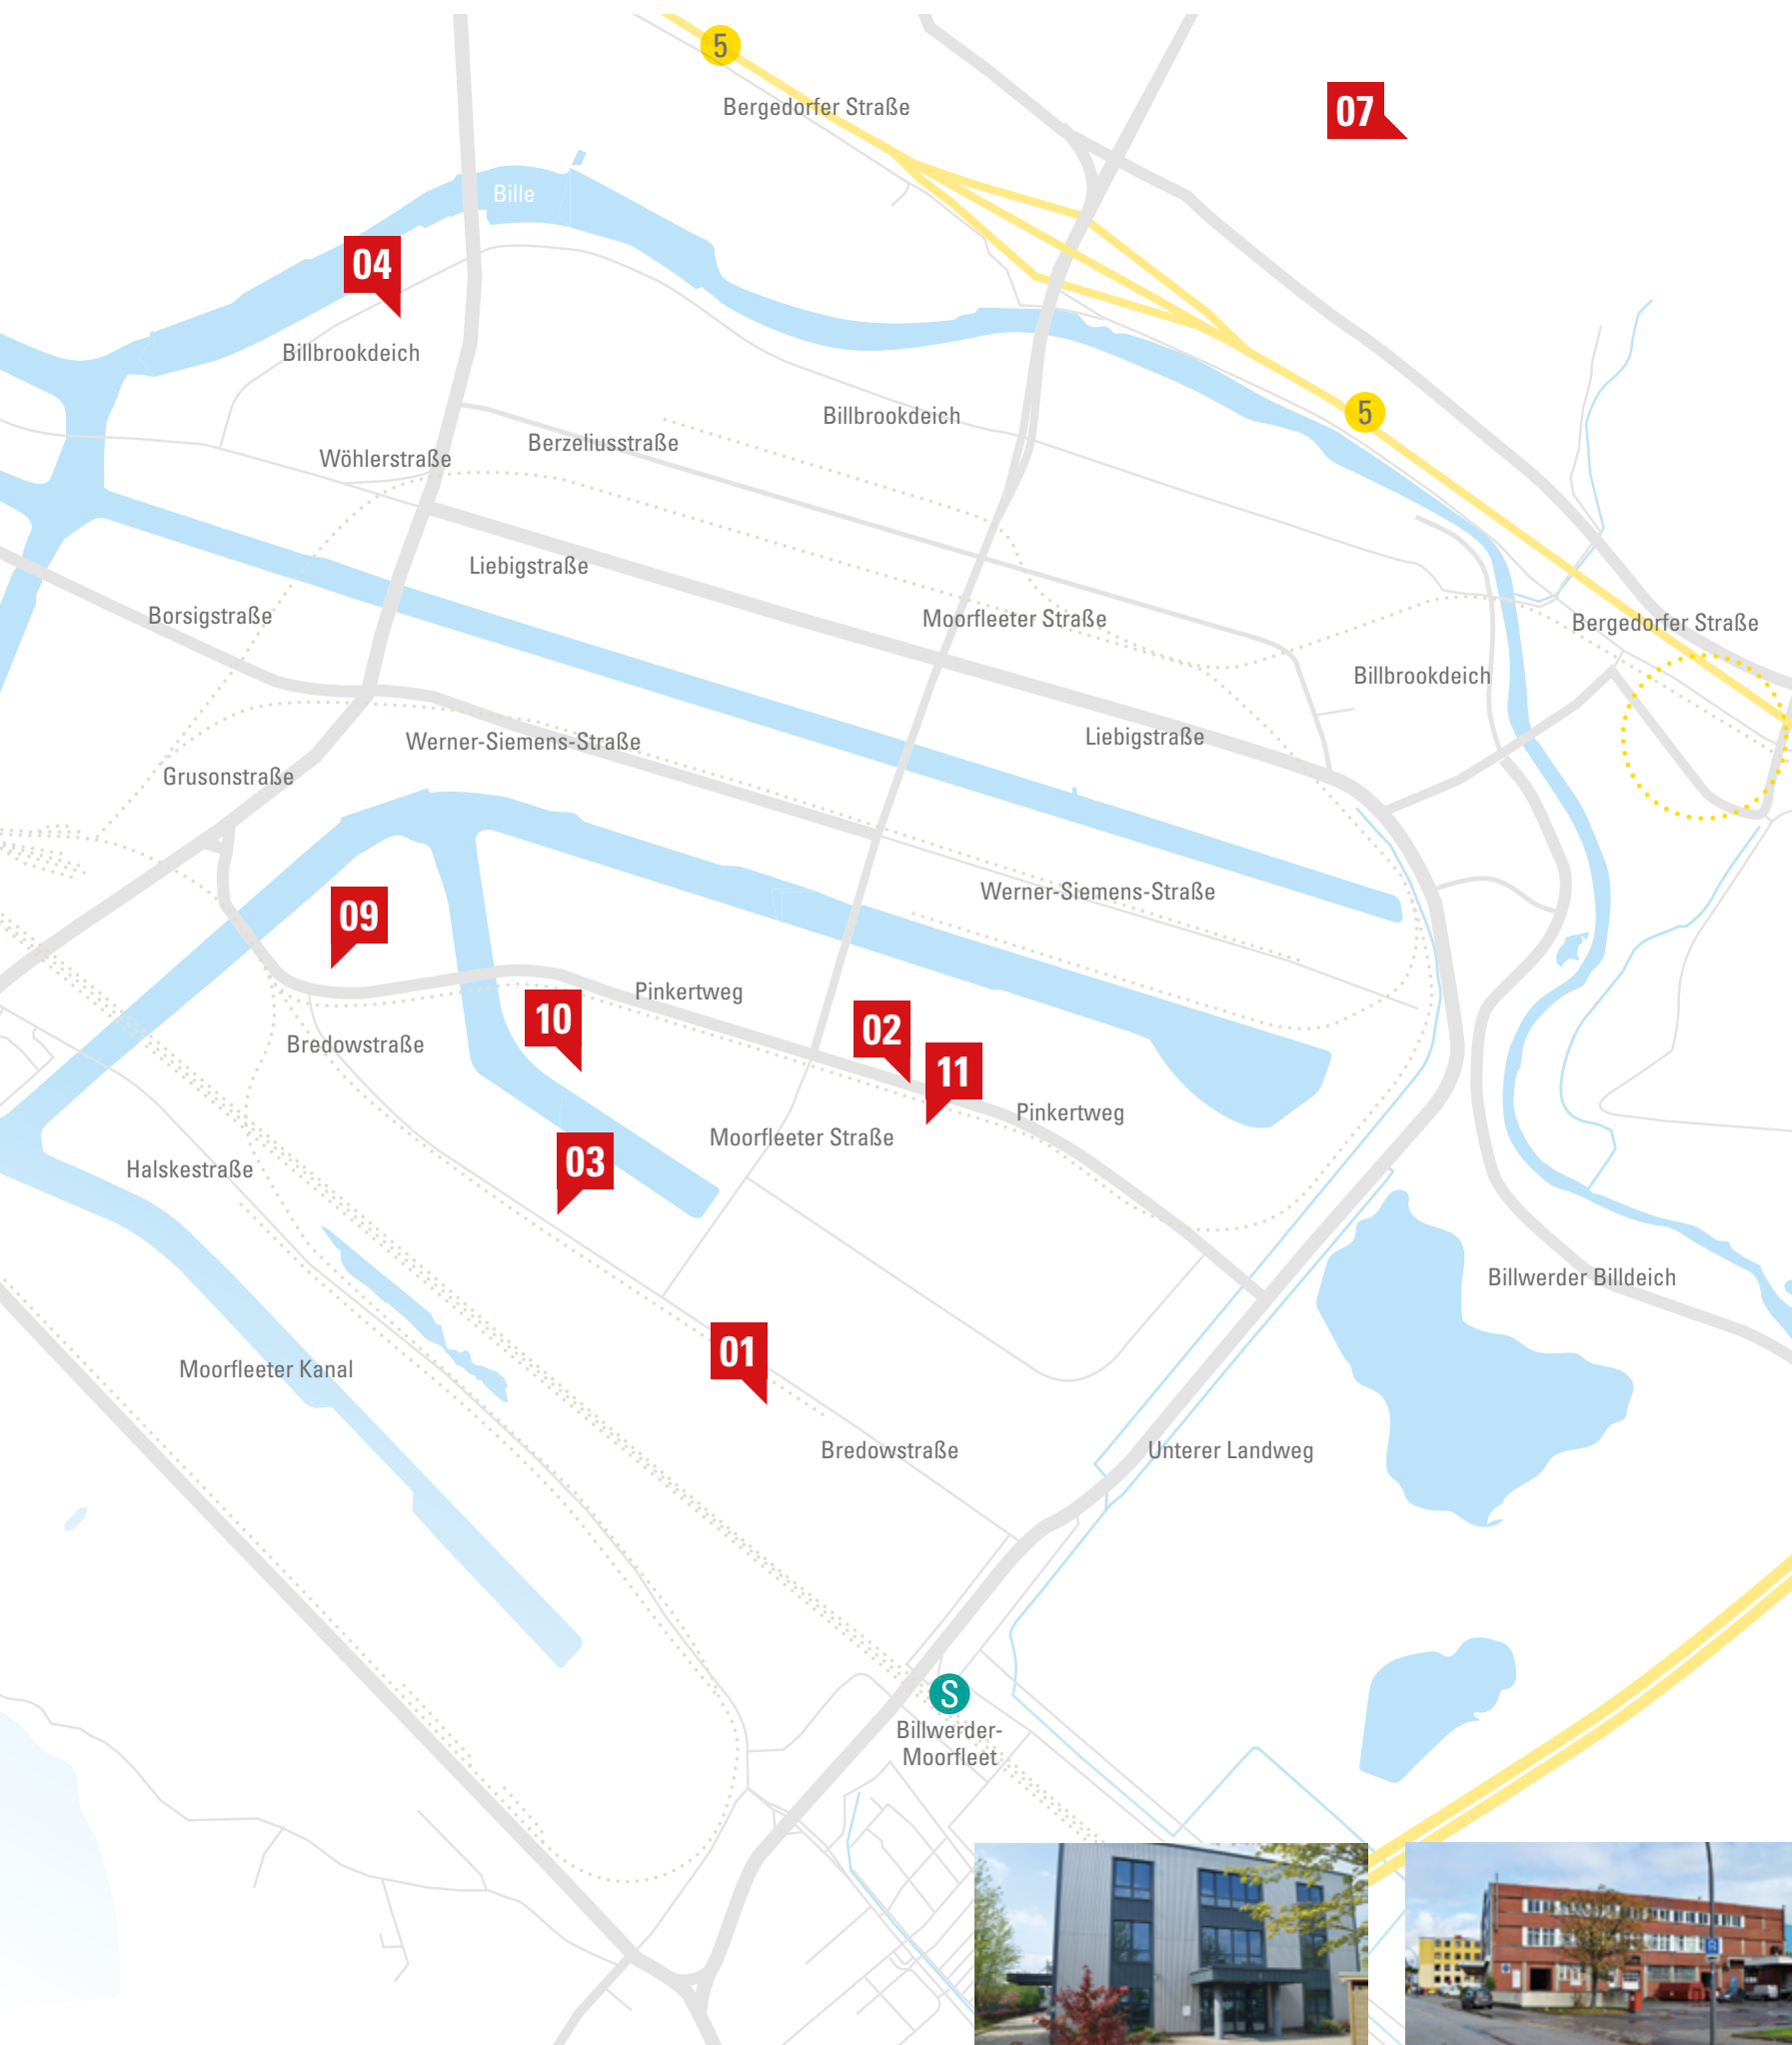 5
Bergedorfer Straße
07
Bille
04
Billbrookdeich
Billbrookdeich
5
Berzeliusstraße
Wöhlerstraße
Liebigstraße
Borsigstraße
Moorfleeter Straße
Bergedorfer Straße
Billbrookdeich
Werner-Siemens-Straße
Liebigstraße
Grusonstraße
Werner-Siemens-Straße
09
Pinkertweg
10
02
Bredowstraße
11
Pinkertweg
Moorfleeter Straße
03
Halskestraße
Billwerder Billdeich
01
Moorfleeter Kanal
Bredowstraße
Unterer Landweg
S
Billwerder-
Moorfleet